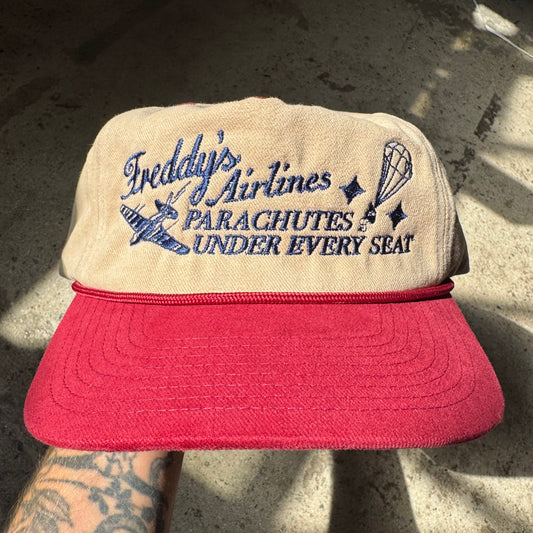 Freddy's
Airlines
PARACHUTES
UNDER EVERY SEAT